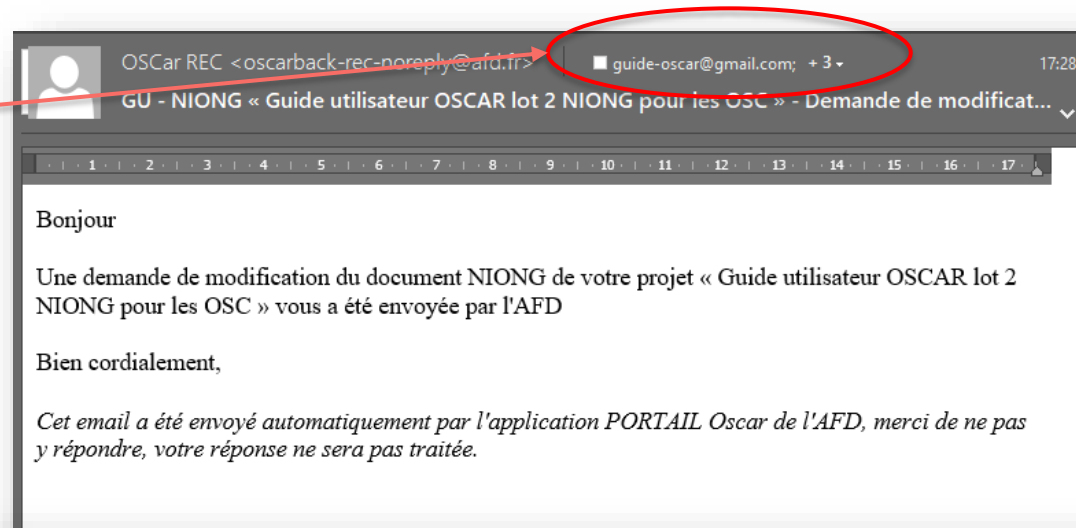 OSCar REC <oscarback-rec-noreply@afd.fr> guide-oscar@gmail.com; + 3 17:28
GU - NIONG « Guide utilisateur OSCAR lot 2 NIONG pour les OSC » - Demande de modificat...
1 2 3 4 5 6 7 8 9 10 11 12 13 14 15 16 17
Bonjour
Une demande de modification du document NIONG de votre projet « Guide utilisateur OSCAR lot 2
NIONG pour les OSC » vous a été envoyée par l'AFD
Bien cordialement,
Cet email a été envoyé automatiquement par l'application PORTAIL Oscar de l'AFD, merci de ne pas
y répondre, votre réponse ne sera pas traitée.